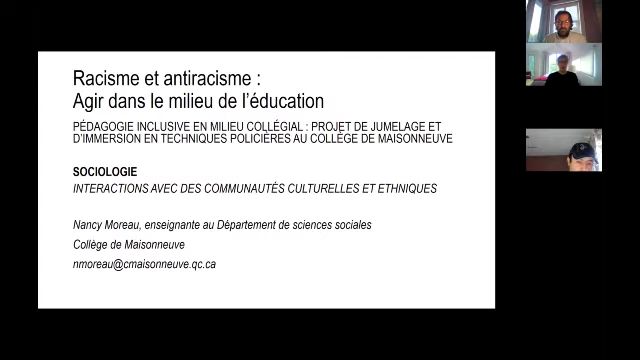 Racisme et antiracisme :
Agir dans le milieu de l'éducation
PÉDAGOGIE INCLUSIVE EN MILIEU COLLÉGIAL : PROJET DE JUMELAGE ET
D'IMMERSION EN TECHNIQUES POLICIÈRES AU COLLÈGE DE MAISONNEUVE
SOCIOLOGIE
INTERACTIONS AVEC DES COMMUNAUTÉS CULTURELLES ET ETHNIQUES
Nancy Moreau, enseignante au Département de sciences sociales
Collège de Maisonneuve
nmoreau@cmaisonneuve.qc.ca